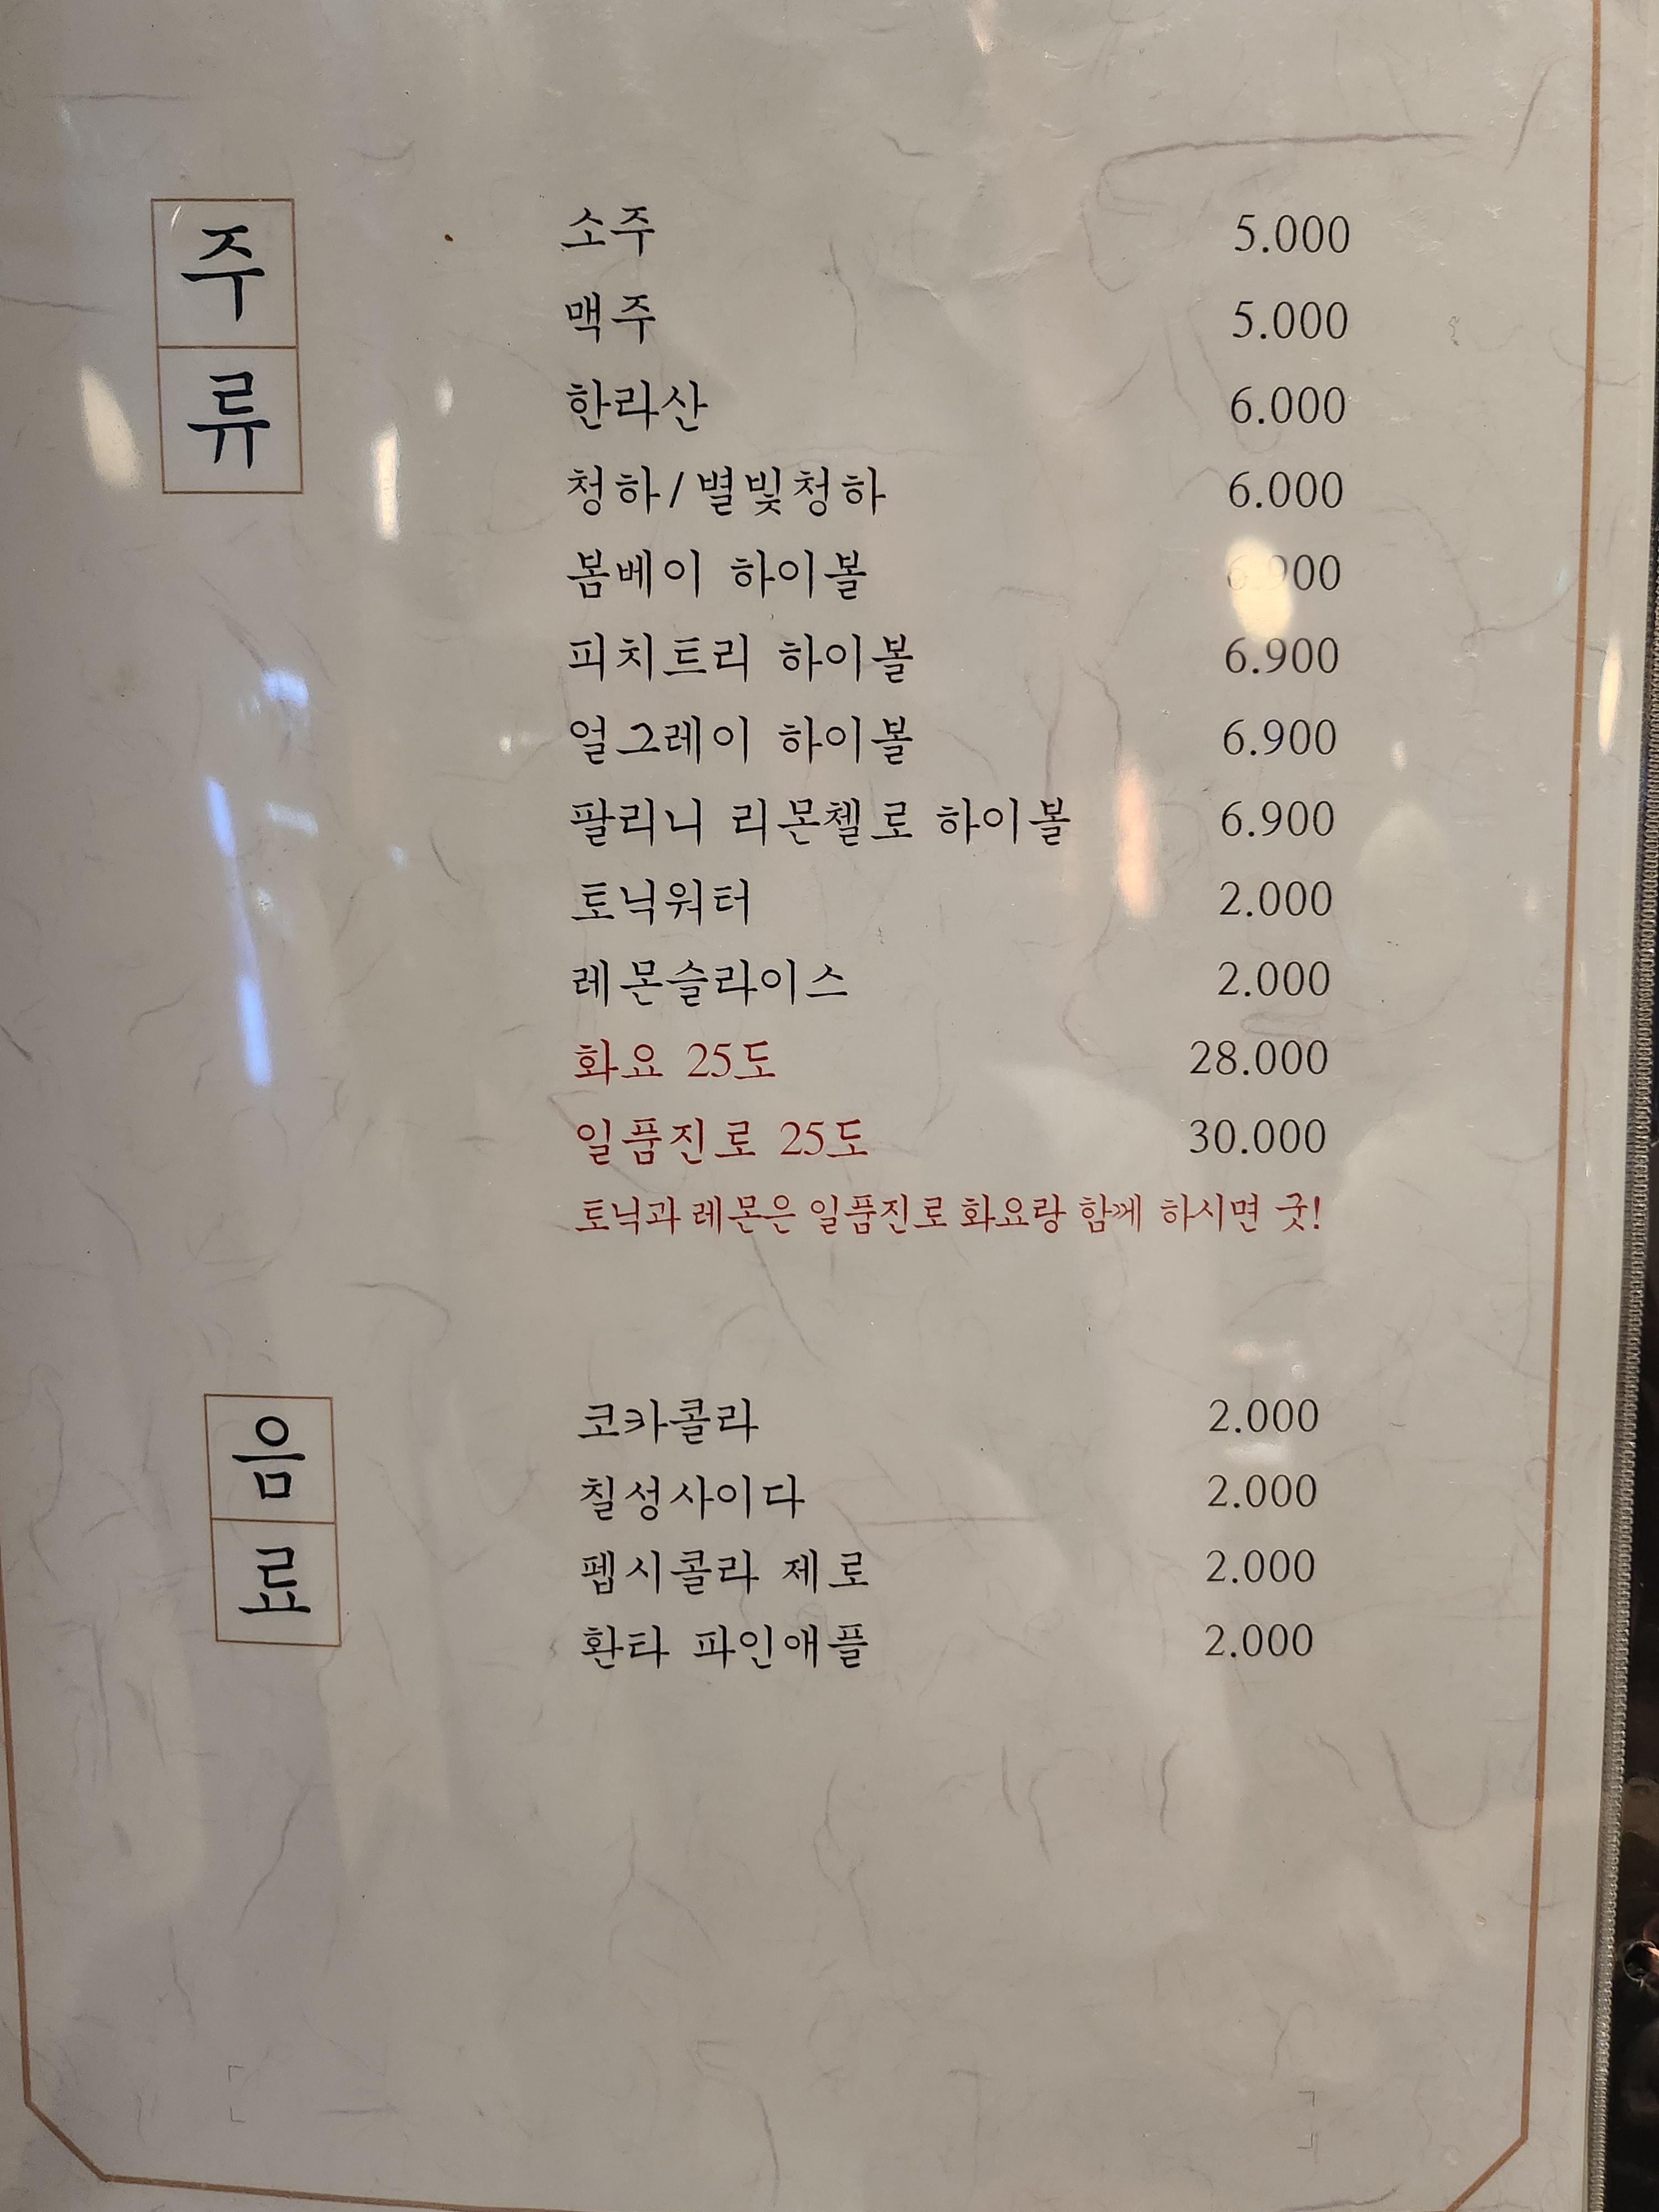 주류
소주 5.000
맥주 5.000
한라산 6.000
청하/별빛청하 6.000
봄베이 하이볼 6.900
피치트리 하이볼 6.900
얼그레이 하이볼 6.900
팔리니 리몬첼로 하이볼 6.900
토닉워터 2.000
레몬슬라이스 2.000
화요 25도 28.000
일품진로 25도 30.000
토닉과 레몬은 일품진로 화요랑 함께 하시면 굿!
음료
코카콜라 2.000
칠성사이다 2.000
펩시콜라 제로 2.000
환타 파인애플 2.000